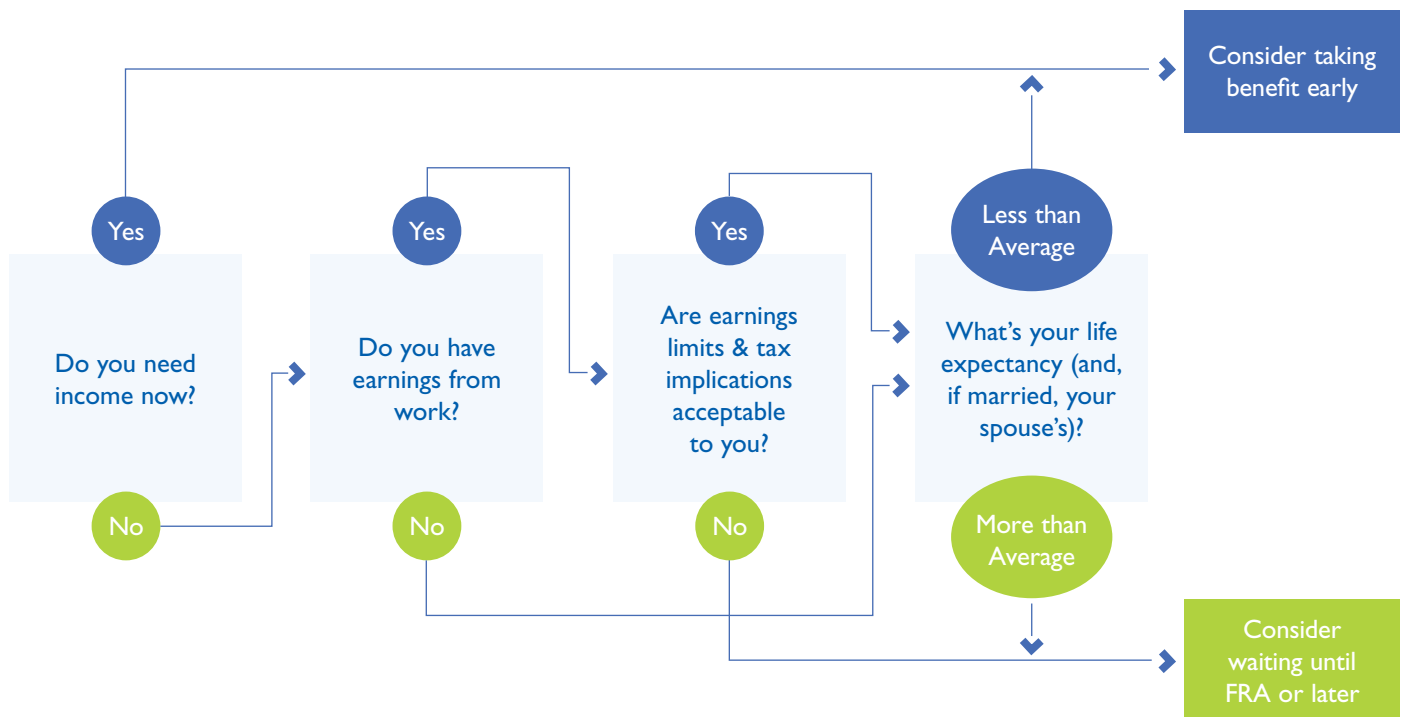 Consider taking
benefit early
Yes
Do you need
income now?
No
Yes
Do you have
earnings from
work?
No
Yes
Are earnings
limits & tax
implications
acceptable
to you?
No
Less than
Average
What's your life
expectancy (and,
if married, your
spouse's)?
More than
Average
Consider
waiting until
FRA or later